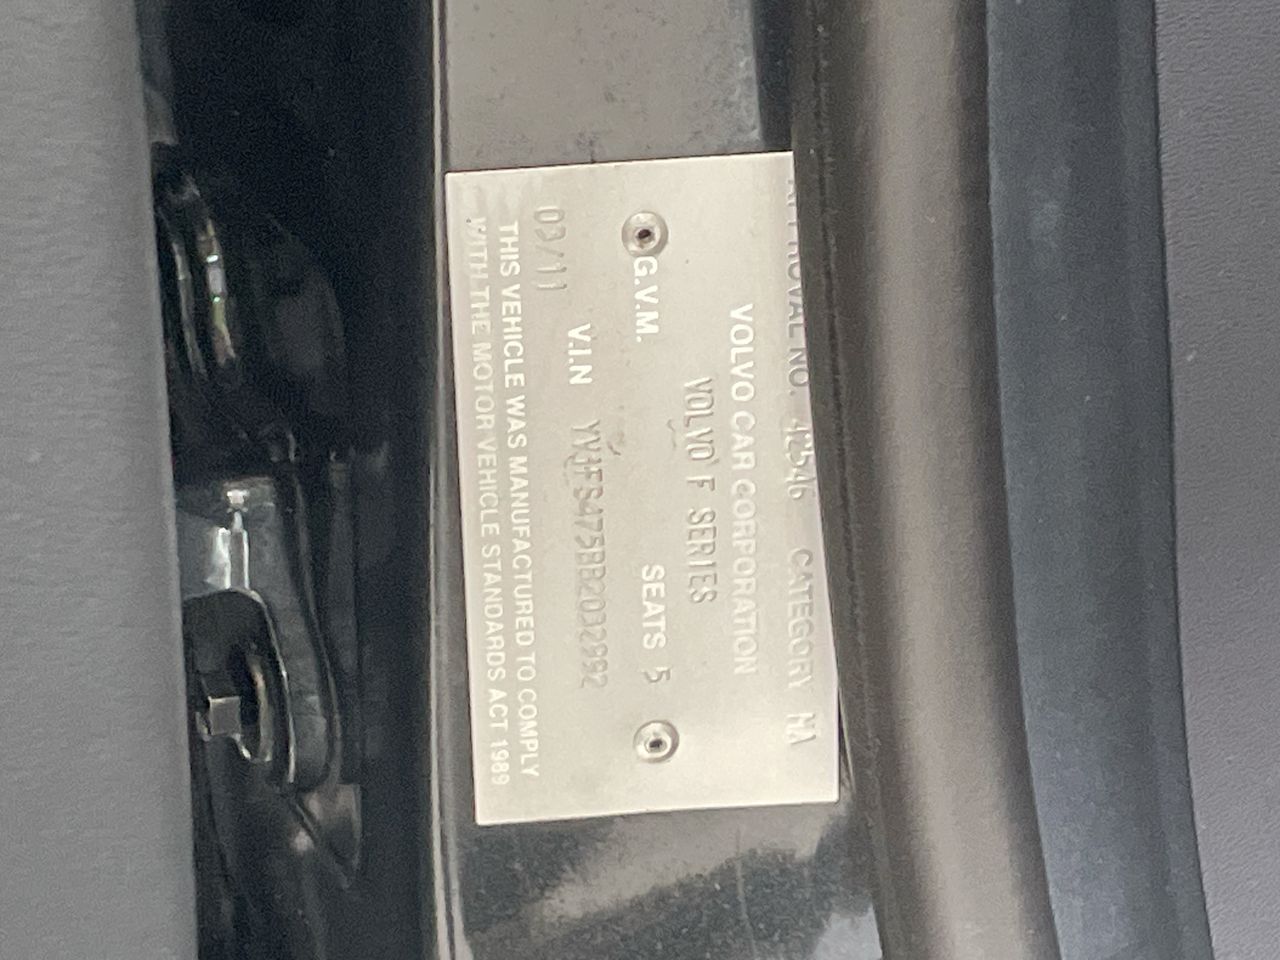 APPROVAL NO. 42546 CATEGORY MA
VOLVO CAR CORPORATION
VOLVO F SERIES
G.V.M. SEATS 5
V.I.N YV1FS475BB2032992
03/11
THIS VEHICLE WAS MANUFACTURED TO COMPLY
WITH THE MOTOR VEHICLE STANDARDS ACT 1989